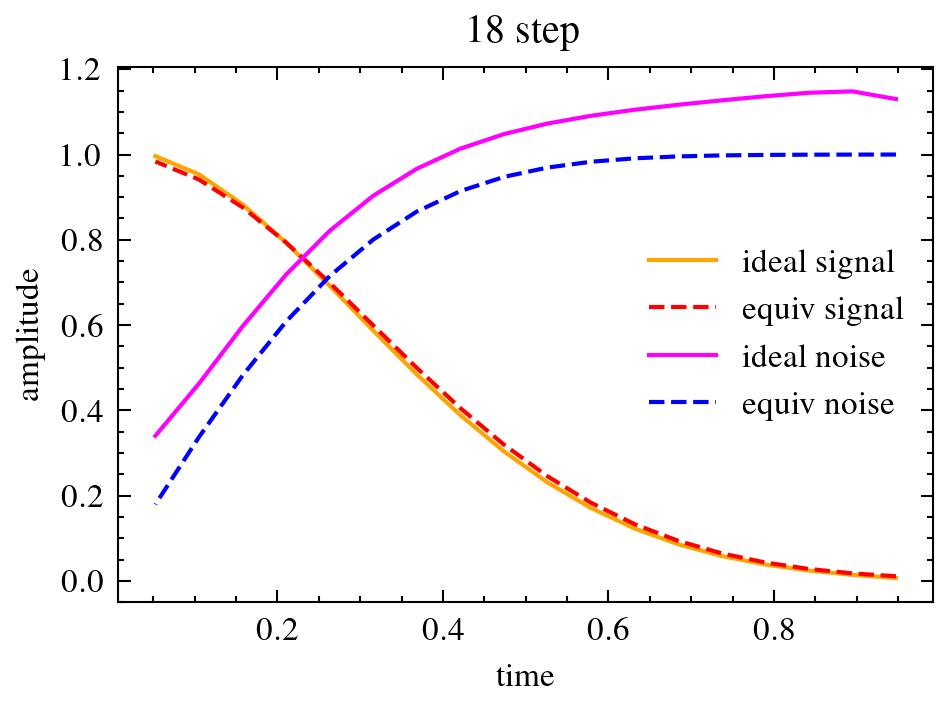 18 step
1.2
1.0
0.8
0.6
0.4
0.2
0.0
amplitude
ideal signal
equiv signal
ideal noise
equiv noise
0.2 0.4 0.6 0.8
time